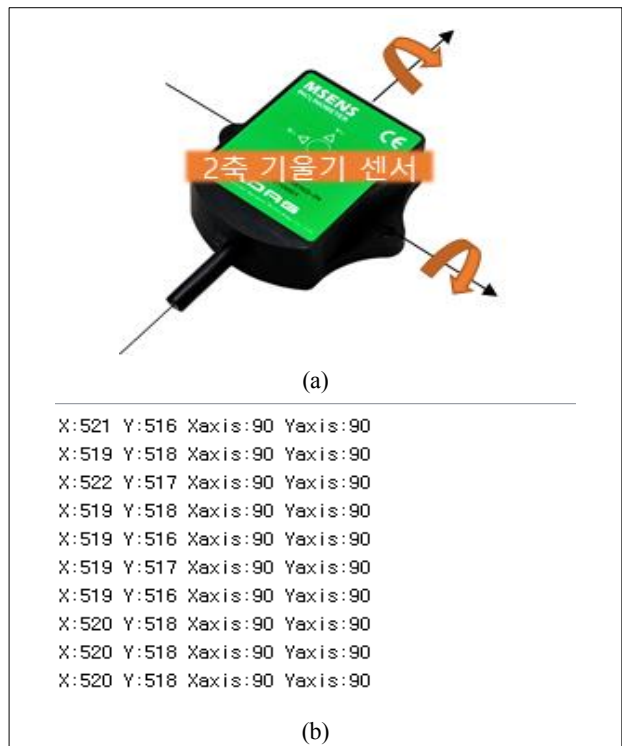 MSENS
INCLINOMETER
CE
2축 기울기 센서
(a)
X:521 Y:516 Xaxis:90 Yaxis:90
X:519 Y:518 Xaxis:90 Yaxis:90
X:522 Y:517 Xaxis:90 Yaxis:90
X:519 Y:518 Xaxis:90 Yaxis:90
X:519 Y:516 Xaxis:90 Yaxis:90
X:519 Y:517 Xaxis:90 Yaxis:90
X:519 Y:516 Xaxis:90 Yaxis:90
X:520 Y:518 Xaxis:90 Yaxis:90
X:520 Y:518 Xaxis:90 Yaxis:90
X:520 Y:518 Xaxis:90 Yaxis:90
(b)